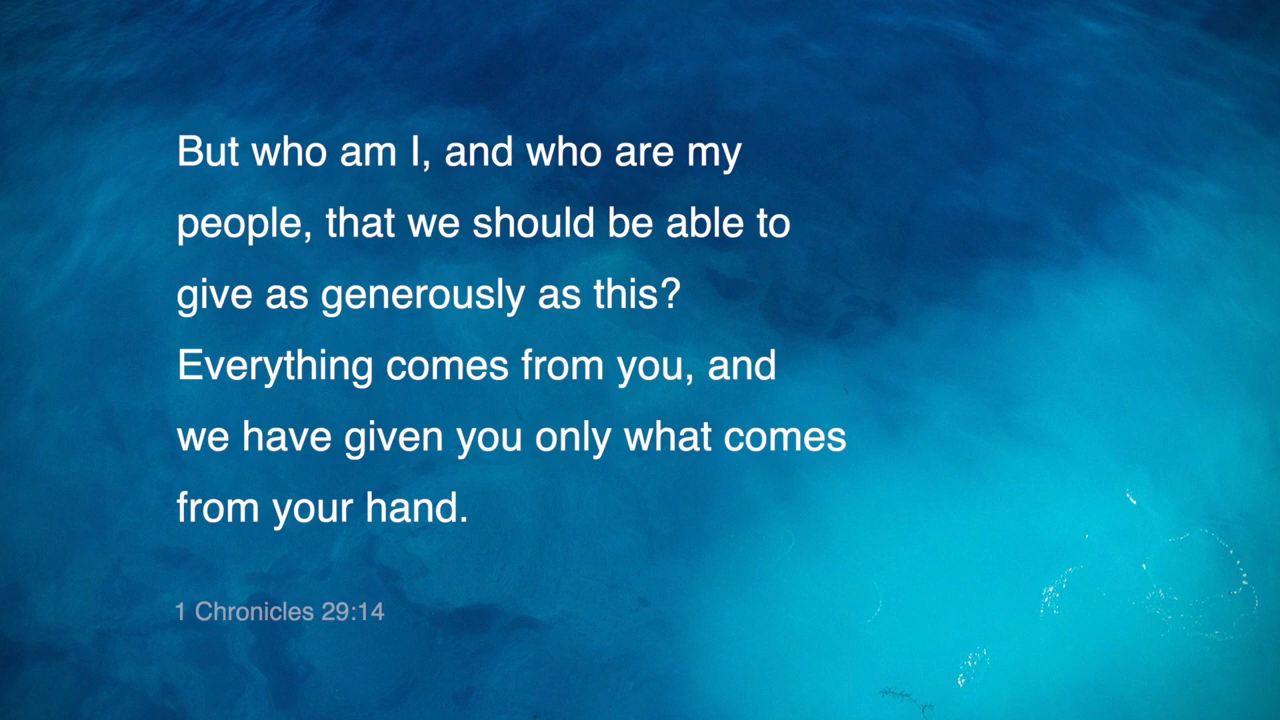 But who am I, and who are my
people, that we should be able to
give as generously as this?
Everything comes from you, and
we have given you only what comes
from your hand.
1 Chronicles 29:14